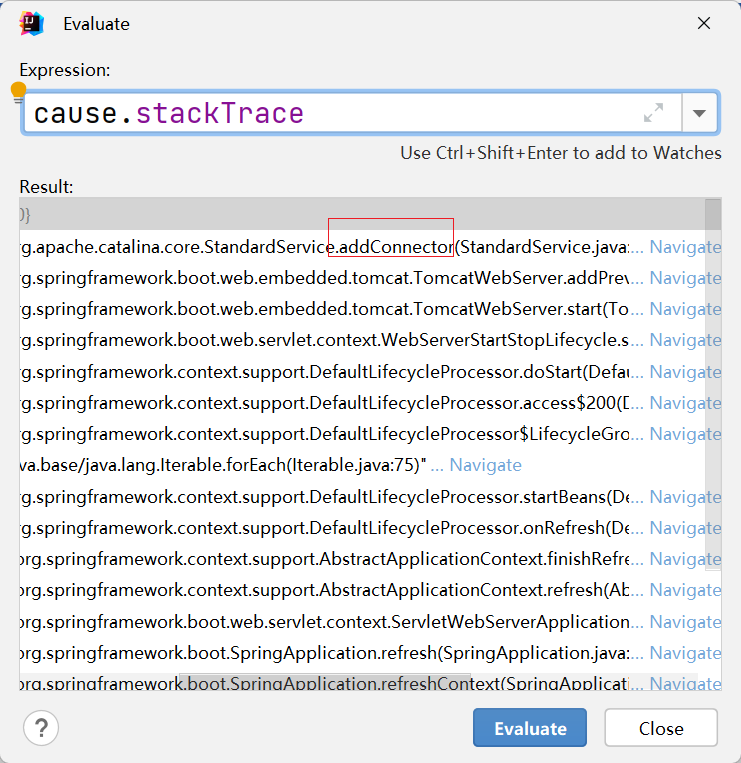 Evaluate
Expression:
cause.stackTrace
Use Ctrl+Shift+Enter to add to Watches
Result:
0}
rg.apache.catalina.core.StandardService.addConnector(StandardService.java:... Navigate
rg.springframework.boot.web.embedded.tomcat.TomcatWebServer.addPrev... Navigate
rg.springframework.boot.web.embedded.tomcat.TomcatWebServer.start(To... Navigate
rg.springframework.boot.web.servlet.context.WebServerStartStopLifecycle.s... Navigate
rg.springframework.context.support.DefaultLifecycleProcessor.doStart(Defau... Navigate
rg.springframework.context.support.DefaultLifecycleProcessor.access$200(D... Navigate
rg.springframework.context.support.DefaultLifecycleProcessor$LifecycleGro... Navigate
va.base/java.lang.Iterable.forEach(Iterable.java:75)" ... Navigate
rg.springframework.context.support.DefaultLifecycleProcessor.startBeans(De... Navigate
rg.springframework.context.support.DefaultLifecycleProcessor.onRefresh(De... Navigate
org.springframework.context.support.AbstractApplicationContext.finishRefre... Navigate
org.springframework.context.support.AbstractApplicationContext.refresh(Ab... Navigate
org.springframework.boot.web.servlet.context.ServletWebServerApplication... Navigate
org.springframework.boot.SpringApplication.refresh(SpringApplication.java:... Navigate
org.springframework.boot.SpringApplication.refreshContext(SpringApplicati... Navigate
? Evaluate Close